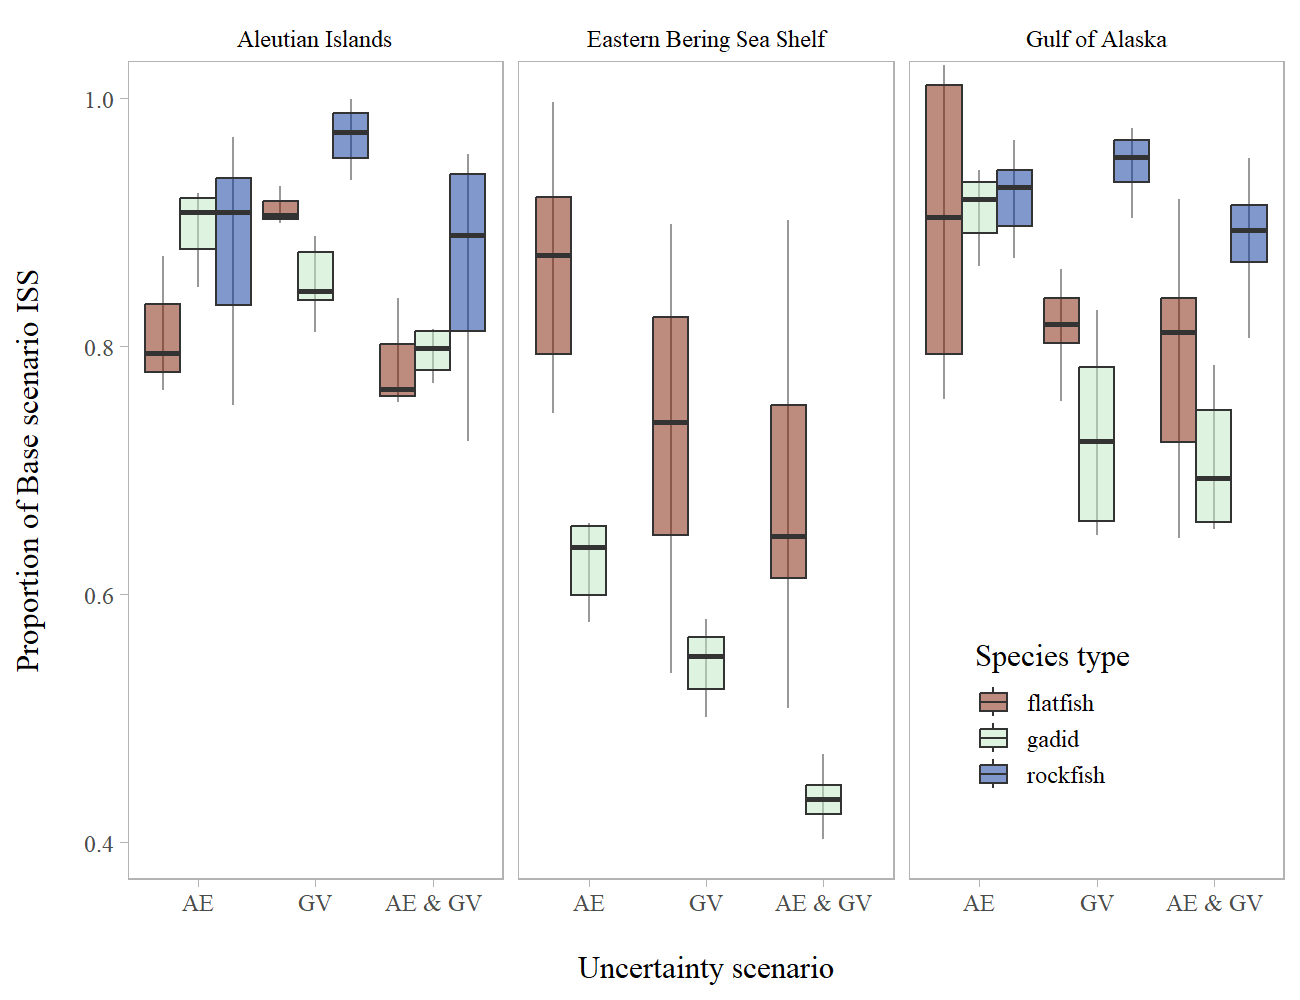 Aleutian Islands
Eastern Bering Sea Shelf
Gulf of Alaska
Proportion of Base scenario ISS
1.0
0.8
0.6
0.4
Species type
flatfish
gadid
rockfish
AE
GV
AE & GV
AE
GV
AE & GV
AE
GV
AE & GV
Uncertainty scenario